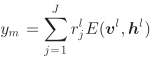 $$y_m = \sum_{j=1}^{J} r_j^l E(\boldsymbol{v}^l, \boldsymbol{h}^l)$$